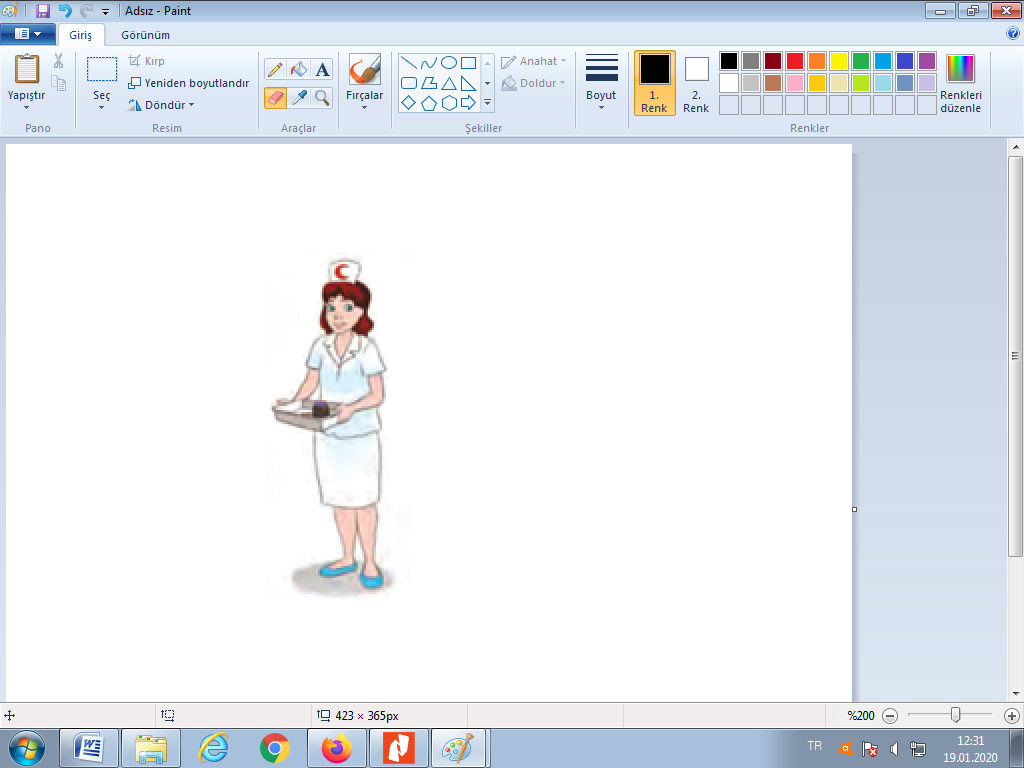 Adsız - Paint
Giriş
Görünüm
Yapıştır
Pano
Seç
Kırp
Yeniden boyutlandır
Döndür
Resim
A
Araçlar
Fırçalar
Şekiller
Anahat
Doldur
Boyut
1.
Renk
2.
Renk
Renkler
Renkleri
düzenle
423 × 365px
%200
TR
12:31
19.01.2020